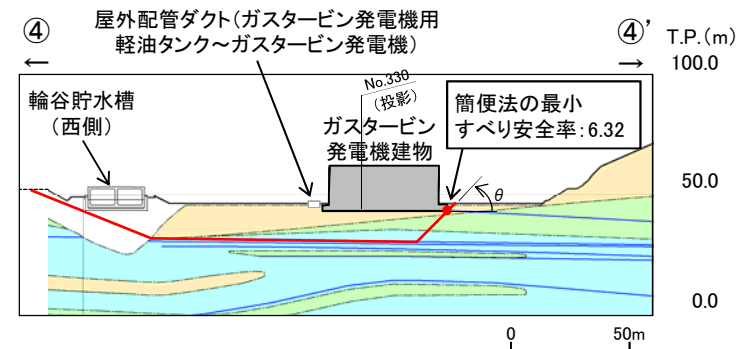 ④
屋外配管ダクト(ガスタービン発電機用
軽油タンク～ガスタービン発電機)
④’
T.P.(m)
←
→
100.0
No.330
(投影)
輪谷貯水槽
(西側)
ガスタービン
発電機建物
簡便法の最小
すべり安全率:6.32
θ
50.0
0.0
0
50m